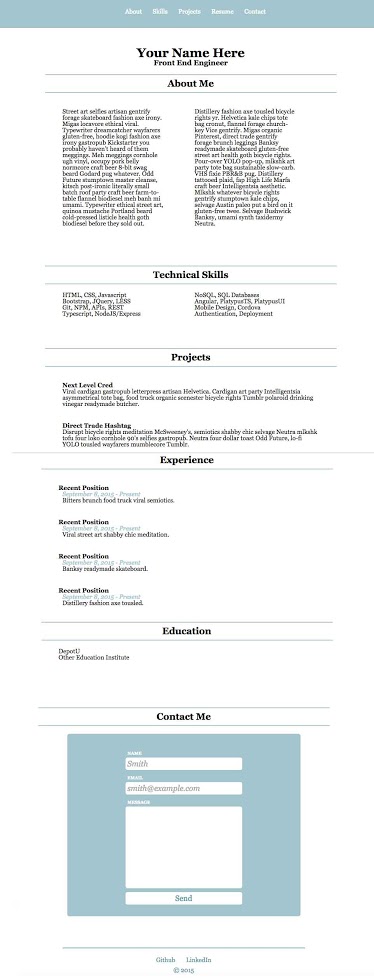 About Skills Projects Resume Contact
Your Name Here
Front End Engineer
About Me
Street art selfies artisan gentrify
forage skateboard fashion axe irony.
Migas locavore ethical viral.
Typewriter dreamcatcher wayfarers
gluten-free, hoodie fashion axe
irony gastropub Kickstarter you
probably haven't heard of them
meggings. Meh meggings cornhole
ugh vinyl, occupy pork belly
normcore craft beer 8-bit swag
beard Godard pug whatever. Odd
Future stumptown master cleanse,
kitsch post-ironic literally small
batch roof party craft beer farm-to-
table flannel biodiesel meh banh mi
umami. Typewriter ethical street art,
quinoa mustache Portland beard
cold-pressed listicle health goth
biodiesel before they sold out.
Distillery fashion axe tousled bicycle
rights yr. Helvetica kale chips tote
bag cronut, flannel forage church-
key Vice gentrify. Migas organic
Pinterest, direct trade gentrify
forage brunch leggings Banksy
readymade skateboard gluten-free
street art health goth bicycle rights.
Pour-over YOLO pop-up, mlkshk art
party tote bag sustainable slow-carb.
VHS fixie PBR&B pug. Distillery
tattooed plaid, fap High Life Marfa
craft beer Intelligentsia aesthetic.
Mlkshk whatever bicycle rights
gentrify stumptown kale chips,
selvage Austin paleo put a bird on it
gluten-free twee. Selvage Bushwick
Banksy, umami synth taxidermy
Neutra.
Technical Skills
HTML, CSS, Javascript
Bootstrap, JQuery, LESS
Git, NPM, APIs, REST
Typescript, NodeJS/Express
NoSQL, SQL Databases
Angular, PlatypusTS, PlatypusUI
Mobile Design, Cordova
Authentication, Deployment
Projects
Next Level Cred
Viral cardigan gastropub letterpress artisan Helvetica. Cardigan art party Intelligentsia
asymmetrical tote bag, food truck organic semester bicycle rights Tumblr polaroid drinking
vinegar readymade butcher.
Direct Trade Hashtag
Disrupt bicycle rights meditation McSweeney's, semiotics shabby chic selvage Neutra mlkshk
tofu four loko cornhole 90's selfies gastropub. Neutra four dollar toast Odd Future, lo-fi
YOLO tousled wayfarers mumblecore Tumblr.
Experience
Recent Position
September 8, 2015 - Present
Bitters brunch food truck viral semiotics.
Recent Position
September 8, 2015 - Present
Viral street art shabby chic meditation.
Recent Position
September 8, 2015 - Present
Banksy readymade skateboard.
Recent Position
September 8, 2015 - Present
Distillery fashion axe tousled.
Education
DepotU
Other Education Institute
Contact Me
NAME
Smith
EMAIL
smith@example.com
MESSAGE
Send
Github LinkedIn
© 2015